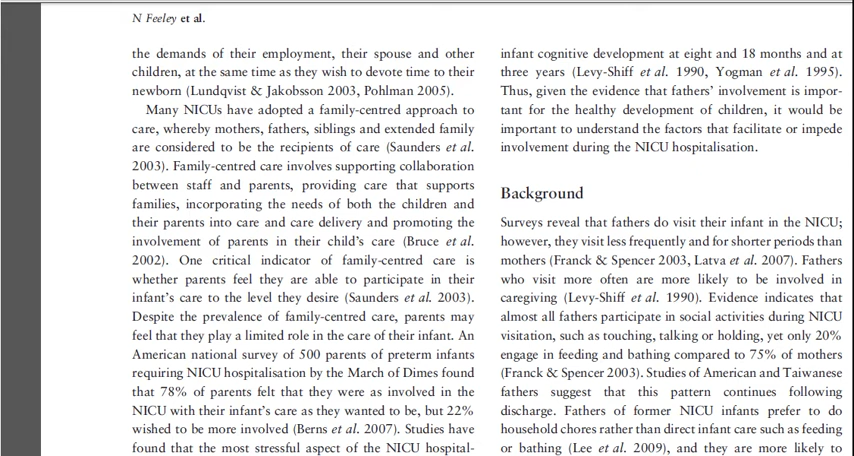 N Feeley et al.
the demands of their employment, their spouse and other
children, at the same time as they wish to devote time to their
newborn (Lundqvist & Jakobsson 2003, Pohlman 2005).
Many NICUs have adopted a family-centred approach to
care, whereby mothers, fathers, siblings and extended family
are considered to be the recipients of care (Saunders et al.
2003). Family-centred care involves supporting collaboration
between staff and parents, providing care that supports
families, incorporating the needs of both the children and
their parents into care and care delivery and promoting the
involvement of parents in their child's care (Bruce et al.
2002). One critical indicator of family-centred care is
whether parents feel they are able to participate in their
infant's care to the level they desire (Saunders et al. 2003).
Despite the prevalence of family-centred care, parents may
feel that they play a limited role in the care of their infant. An
American national survey of 500 parents of preterm infants
requiring NICU hospitalisation by the March of Dimes found
that 78% of parents felt that they were as involved in the
NICU with their infant's care as they wanted to be, but 22%
wished to be more involved (Berns et al. 2007). Studies have
found that the most stressful aspect of the NICU hospital-
infant cognitive development at eight and 18 months and at
three years (Levy-Shiff et al. 1990, Yogman et al. 1995).
Thus, given the evidence that fathers' involvement is impor-
tant for the healthy development of children, it would be
important to understand the factors that facilitate or impede
involvement during the NICU hospitalisation.
Background
Surveys reveal that fathers do visit their infant in the NICU;
however, they visit less frequently and for shorter periods than
mothers (Franck & Spencer 2003, Latva et al. 2007). Fathers
who visit more often are more likely to be involved in
caregiving (Levy-Shiff et al. 1990). Evidence indicates that
almost all fathers participate in social activities during NICU
visitation, such as touching, talking or holding, yet only 20%
engage in feeding and bathing compared to 75% of mothers
(Franck & Spencer 2003). Studies of American and Taiwanese
fathers suggest that this pattern continues following
discharge. Fathers of former NICU infants prefer to do
household chores rather than direct infant care such as feeding
or bathing (Lee et al. 2009), and they are more likely to